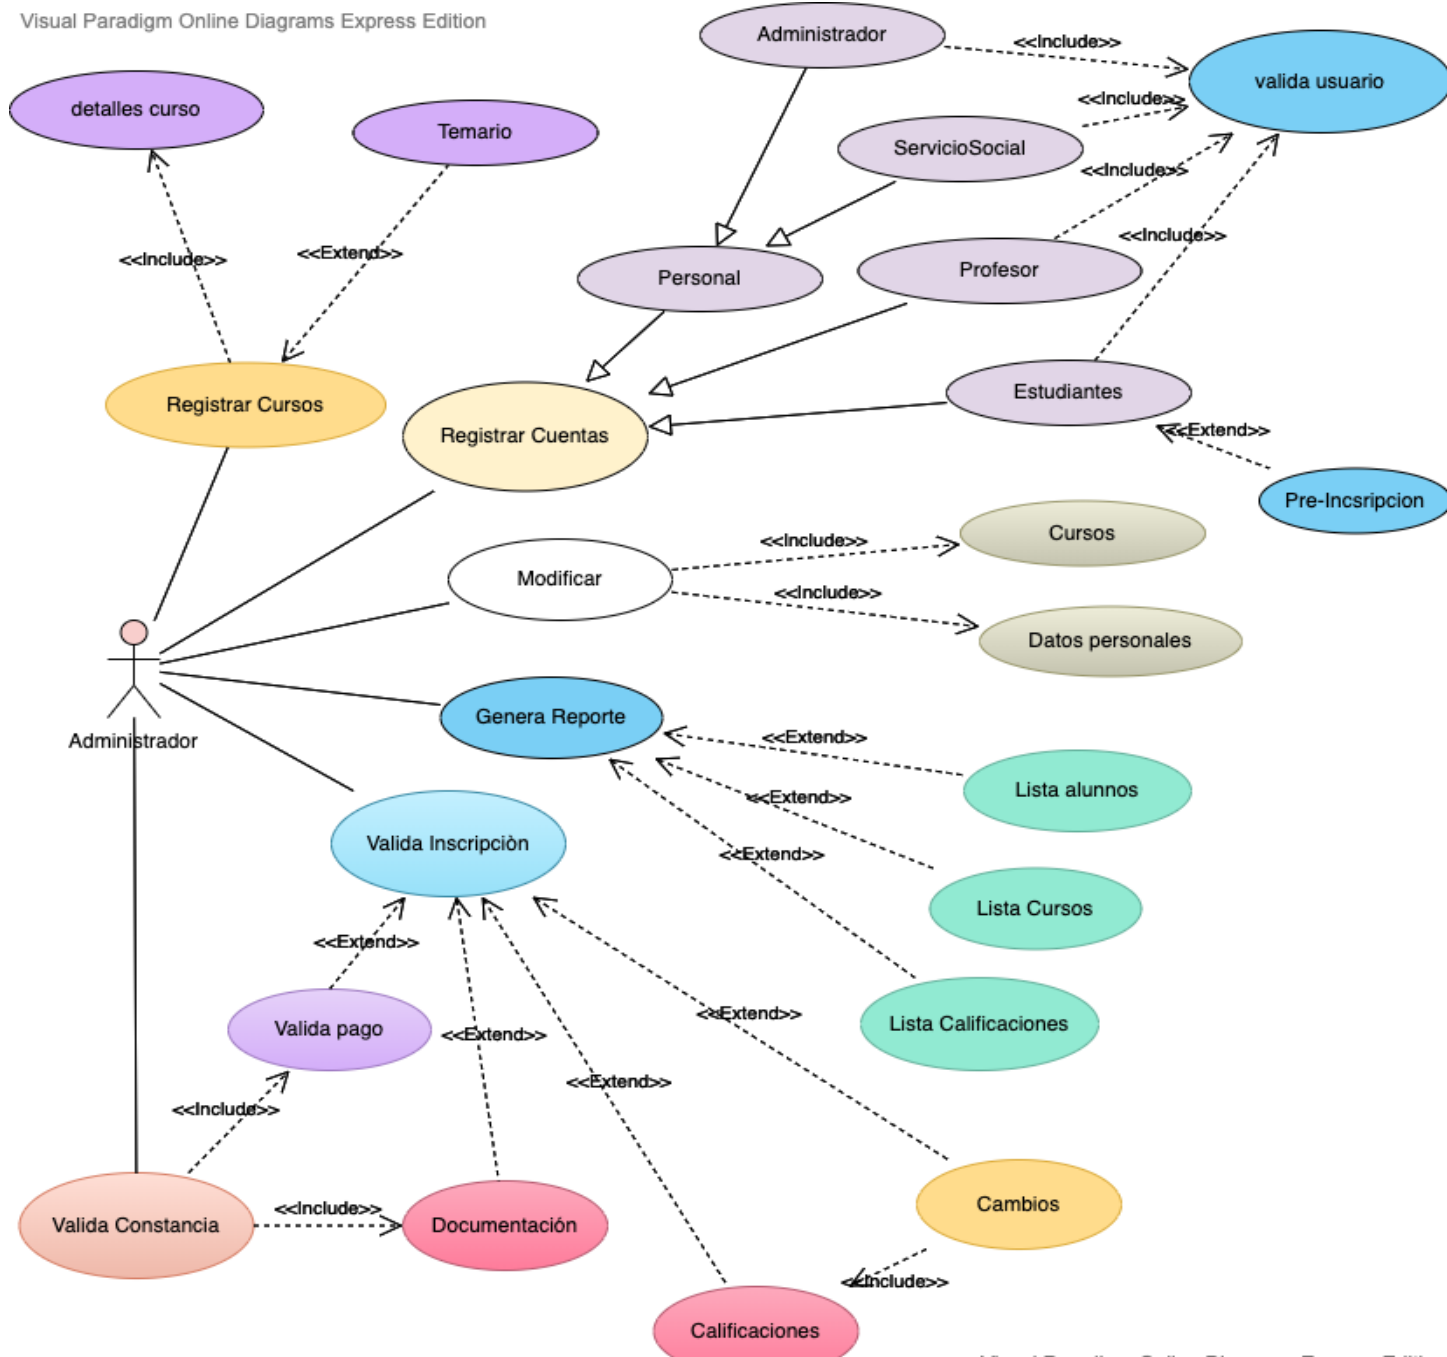 Visual Paradigm Online Diagrams Express Edition
Administrador
<<Include>>
valida usuario
detalles curso
Temario
<<Include>>
ServicioSocial
<<Include>>
<<Include>>
<<Include>>
<<Extend>>
Personal
Profesor
Registrar Cursos
Registrar Cuentas
Estudiantes
<<Extend>>
Pre-Incsripcion
<<Include>>
Cursos
Modificar
<<Include>>
Datos personales
Administrador
Genera Reporte
<<Extend>>
Lista alunnos
<<Extend>>
Valida Inscripciòn
<<Extend>>
Lista Cursos
<<Extend>>
<<Extend>>
Lista Calificaciones
Valida pago
<<Extend>>
<<Extend>>
<<Include>>
Cambios
<<Include>>
Valida Constancia
Documentación
<<Include>>
Calificaciones